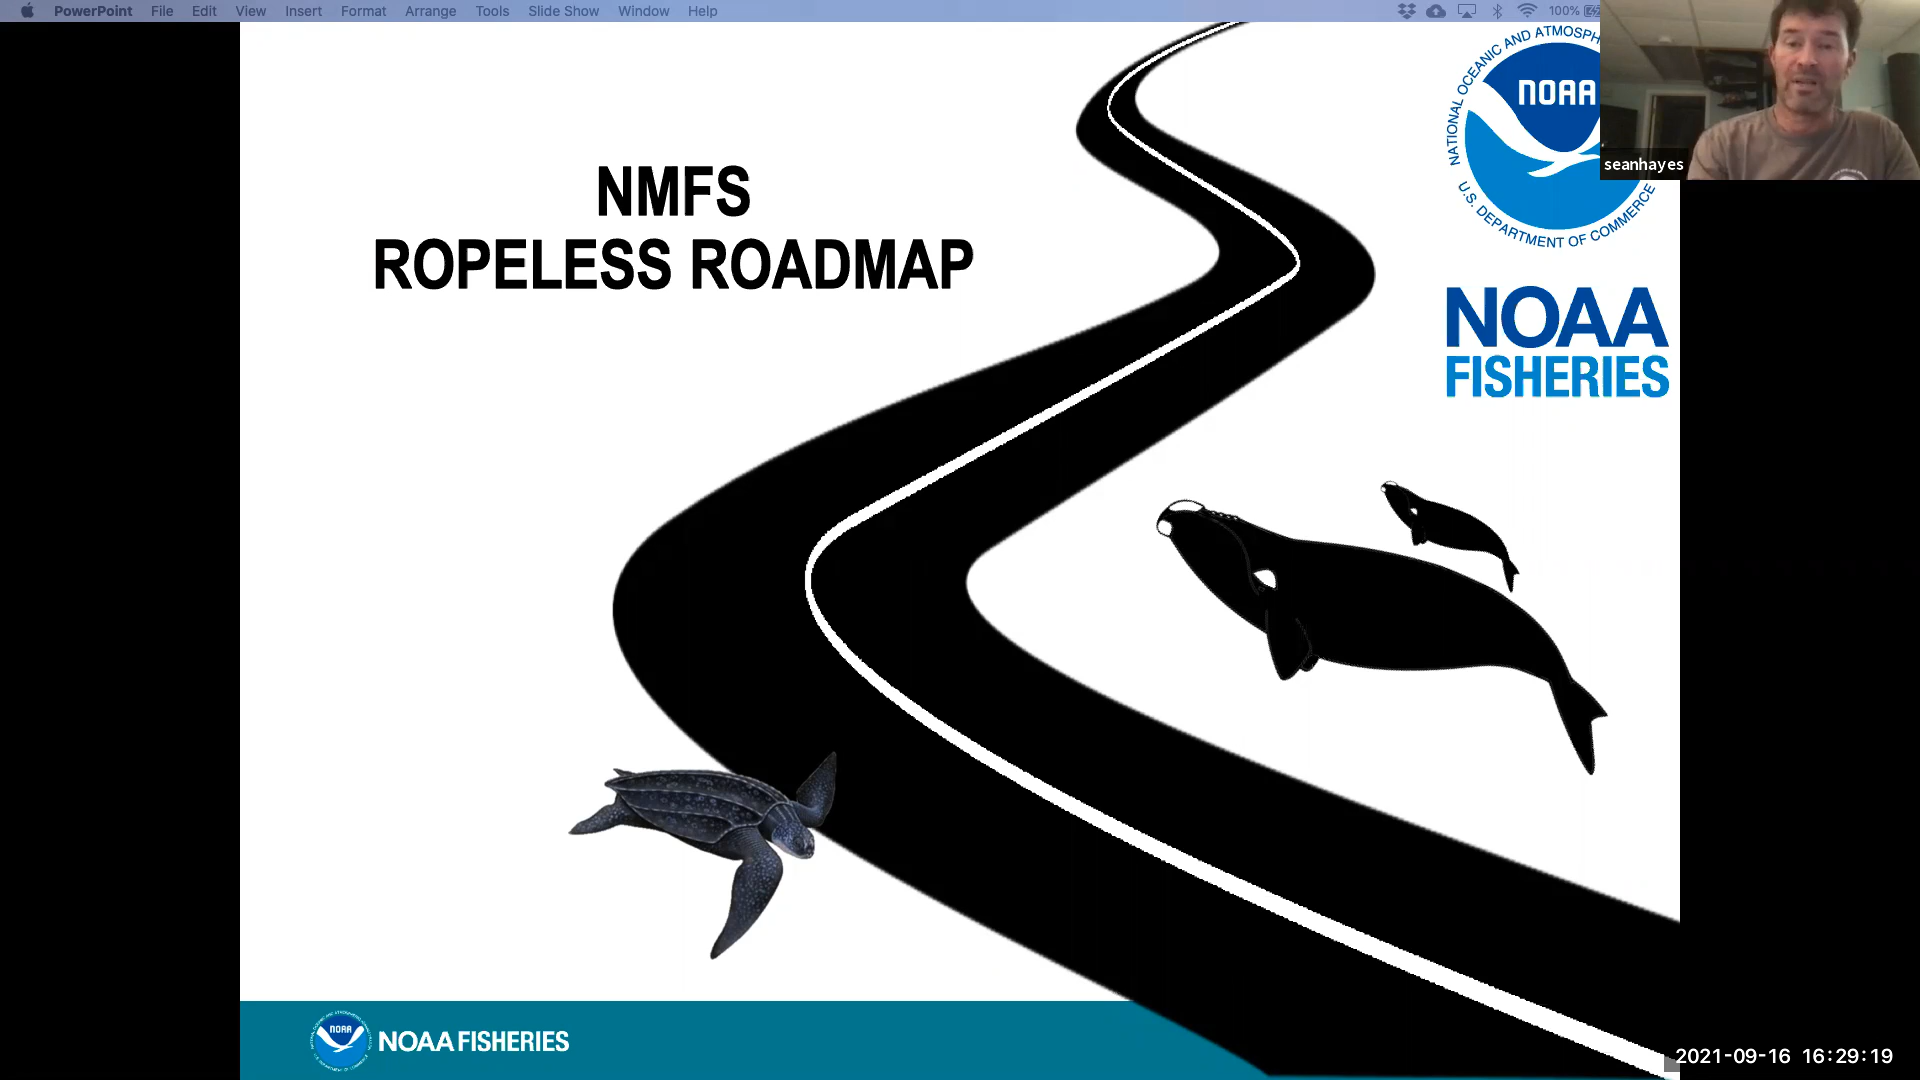 PowerPoint File Edit View Insert Format Arrange Tools Slide Show Window Help 100%
NATIONAL OCEANIC AND ATMOSPH
NOAA
U.S. DEPARTMENT OF COMMERCE
seanhayes
NMFS
ROPELESS ROADMAP
NOAA
FISHERIES
NOAA
NOAA FISHERIES
2021-09-16 16:29:19